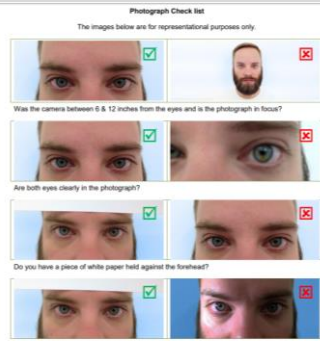 Photograph Check list
The images below are for representational purposes only.
Was the camera between 6 & 12 inches from the eyes and is the photograph in focus?
Are both eyes clearly in the photograph?
Do you have a piece of white paper held against the forehead?